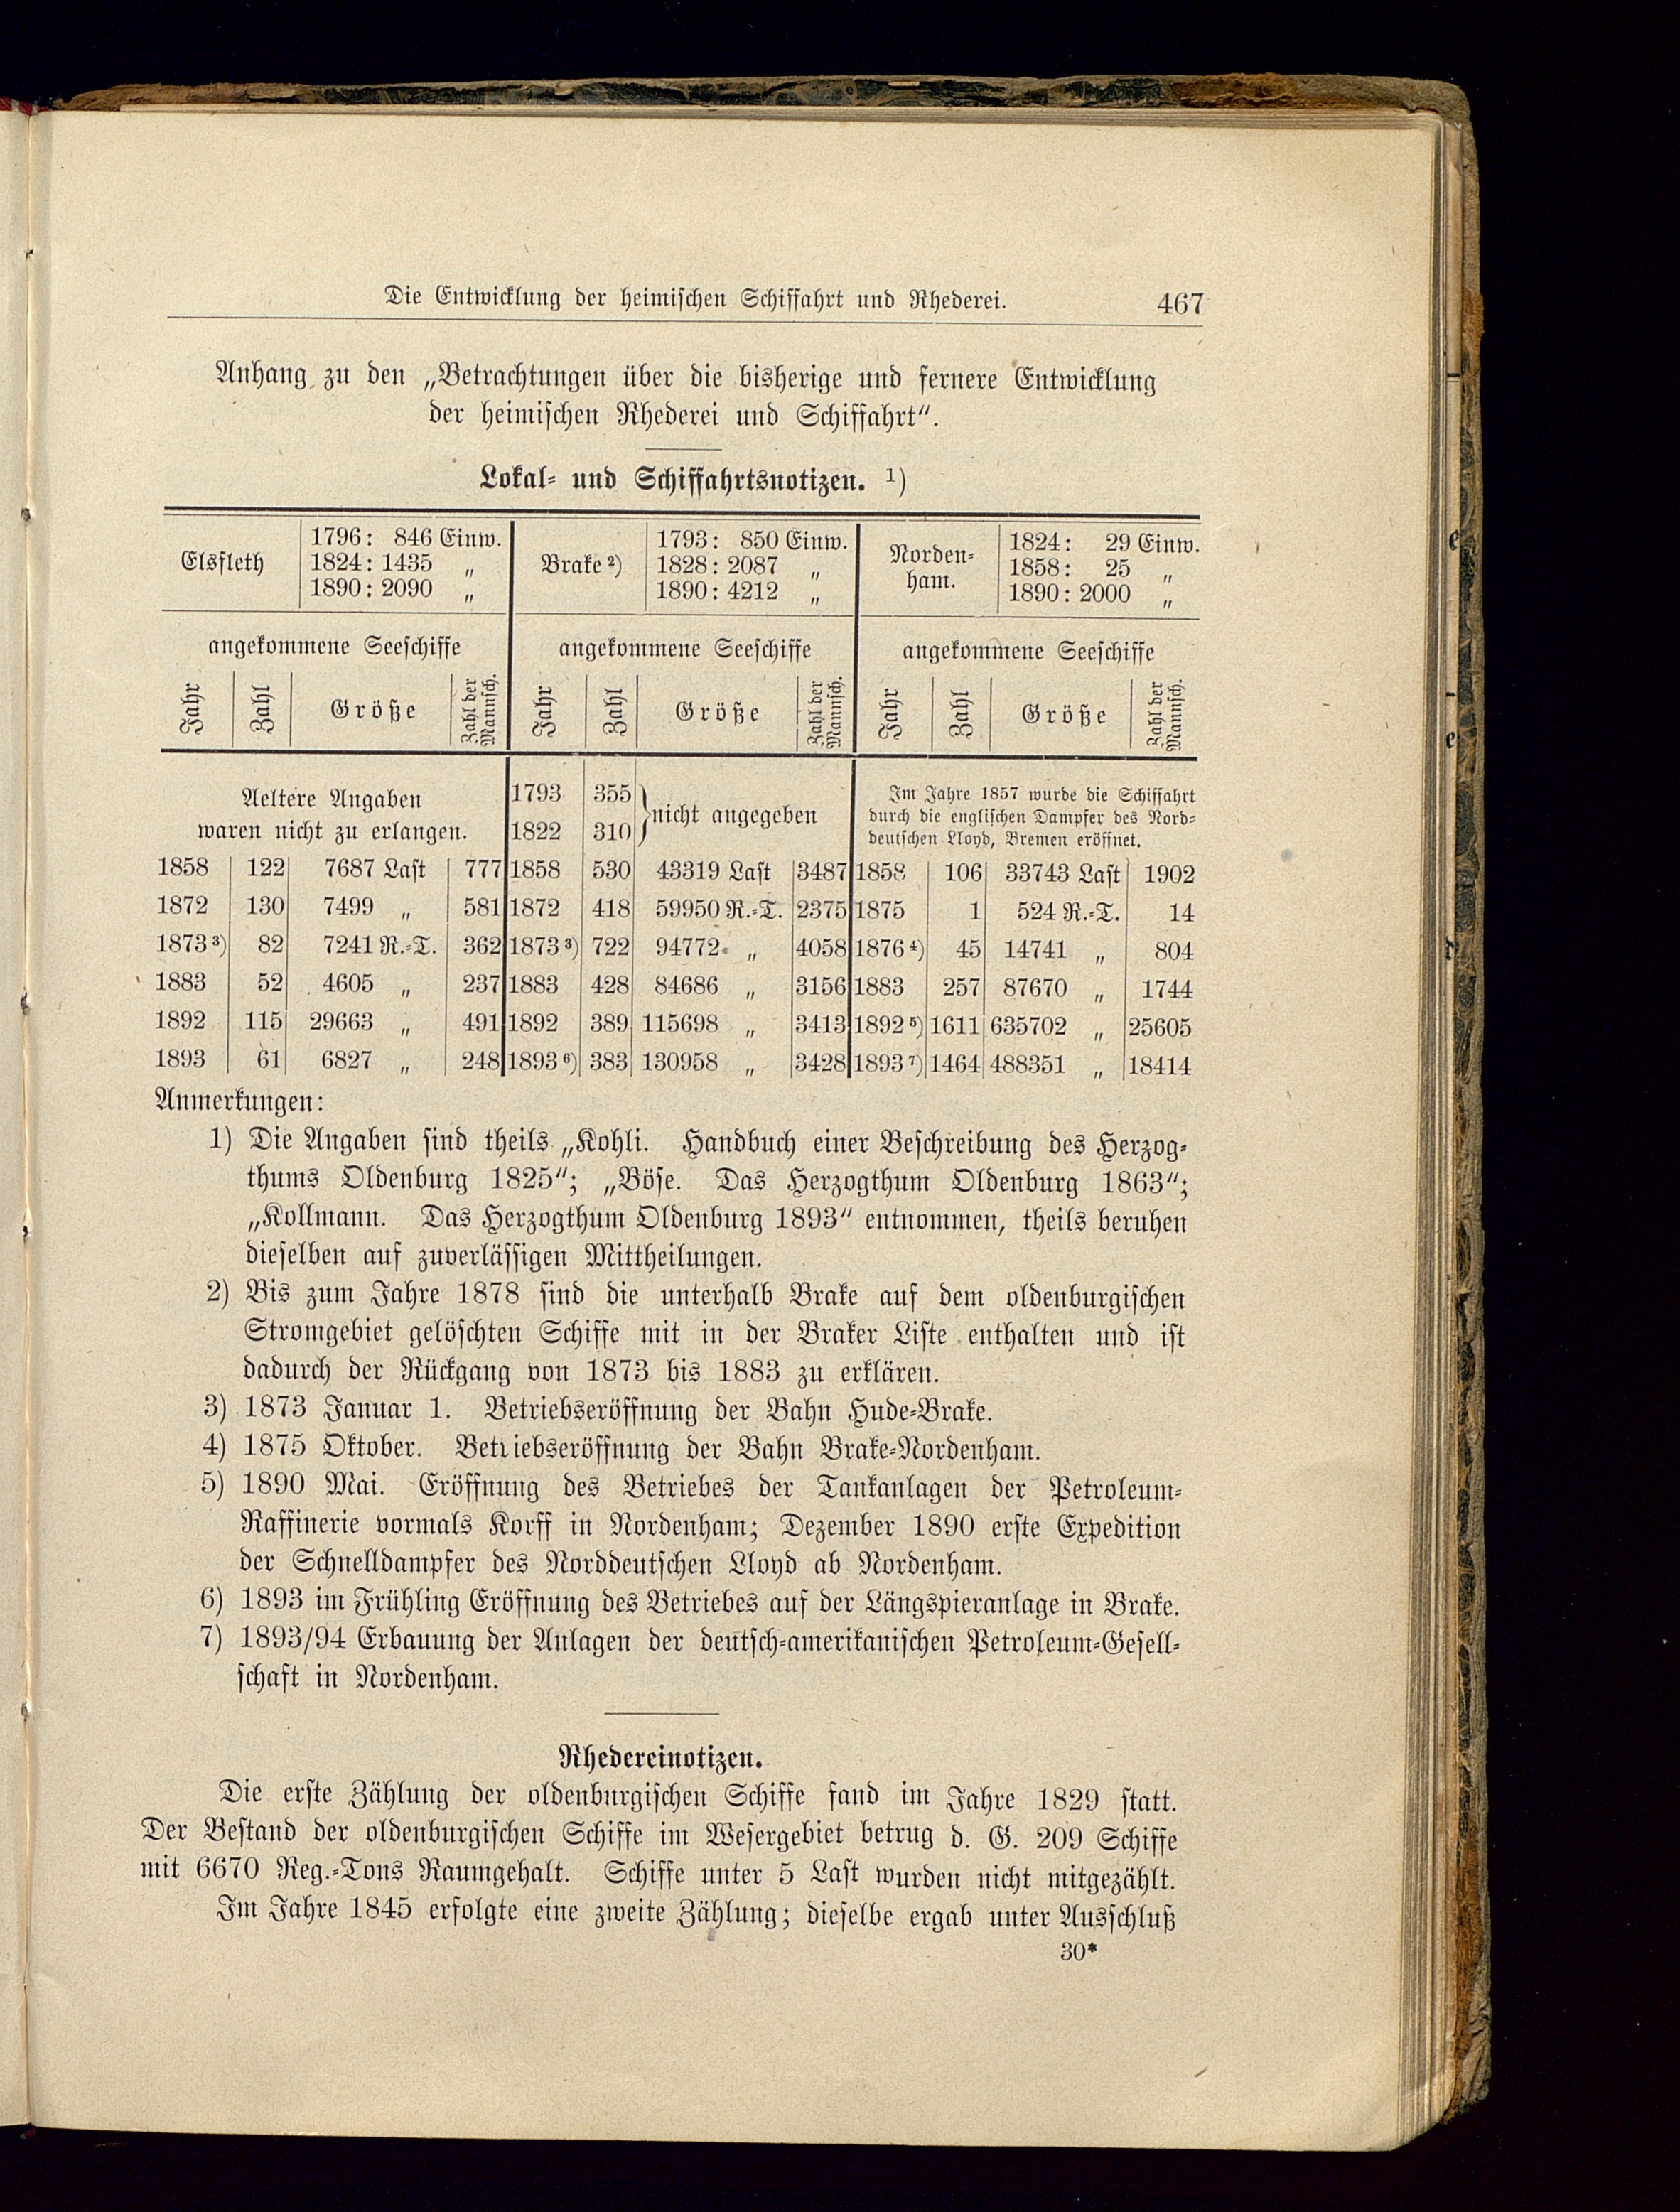 Die Entwicklung der heimischen Schiffahrt und Rhederei. 467
Anhang zu den „Betrachtungen über die bisherige und fernere Entwicklung
der heimischen Rhederei und Schiffahrt“.
Lokal- und Schiffahrtsnotizen. 1)
Elsfleth
1796: 846 Einw.
1824: 1435 „
1890: 2090 „
Brake 2)
1793: 850 Einw.
1828: 2087 „
1890: 4212 „
Norden-
ham.
1824: 29 Einw.
1858: 25 „
1890: 2000 „
angekommene Seeschiffe angekommene Seeschiffe angekommene Seeschiffe
Jahr Zahl Größe Zahl der Mannsch. Jahr Zahl Größe Zahl der Mannsch. Jahr Zahl Größe Zahl der Mannsch.
Aeltere Angaben
waren nicht zu erlangen.
1793 355
1822 310
nicht angegeben
Im Jahre 1857 wurde die Schiffahrt
durch die englischen Dampfer des Nord-
deutschen Lloyd, Bremen eröffnet.
1858 122 7687 Last 777 1858 530 43319 Last 3487 1858 106 33743 Last 1902
1872 130 7499 „ 581 1872 418 59950 R.-T. 2375 1875 1 524 R.-T. 14
1873 3) 82 7241 R.-T. 362 1873 3) 722 94772 „ 4058 1876 4) 45 14741 „ 804
1883 52 4605 „ 237 1883 428 84686 „ 3156 1883 257 87670 „ 1744
1892 115 29663 „ 491 1892 389 115698 „ 3413 1892 5) 1611 635702 „ 25605
1893 61 6827 „ 248 1893 6) 383 130958 „ 3428 1893 7) 1464 488351 „ 18414
Anmerkungen:
1) Die Angaben sind theils „Kohli. Handbuch einer Beschreibung des Herzog-
thums Oldenburg 1825“; „Böse. Das Herzogthum Oldenburg 1863“;
„Kollmann. Das Herzogthum Oldenburg 1893“ entnommen, theils beruhen
dieselben auf zuverlässigen Mittheilungen.
2) Bis zum Jahre 1878 sind die unterhalb Brake auf dem oldenburgischen
Stromgebiet gelöschten Schiffe mit in der Braker Liste enthalten und ist
dadurch der Rückgang von 1873 bis 1883 zu erklären.
3) 1873 Januar 1. Betriebseröffnung der Bahn Hude-Brake.
4) 1875 Oktober. Betriebseröffnung der Bahn Brake-Nordenham.
5) 1890 Mai. Eröffnung des Betriebes der Tankanlagen der Petroleum-
Raffinerie vormals Korff in Nordenham; Dezember 1890 erste Expedition
der Schnelldampfer des Norddeutschen Lloyd ab Nordenham.
6) 1893 im Frühling Eröffnung des Betriebes auf der Längspieranlage in Brake.
7) 1893/94 Erbauung der Anlagen der deutsch-amerikanischen Petroleum-Gesell-
schaft in Nordenham.
Rhedereinotizen.
Die erste Zählung der oldenburgischen Schiffe fand im Jahre 1829 statt.
Der Bestand der oldenburgischen Schiffe im Wesergebiet betrug d. G. 209 Schiffe
mit 6670 Reg.-Tons Raumgehalt. Schiffe unter 5 Last wurden nicht mitgezählt.
Im Jahre 1845 erfolgte eine zweite Zählung; dieselbe ergab unter Ausschluß
30*